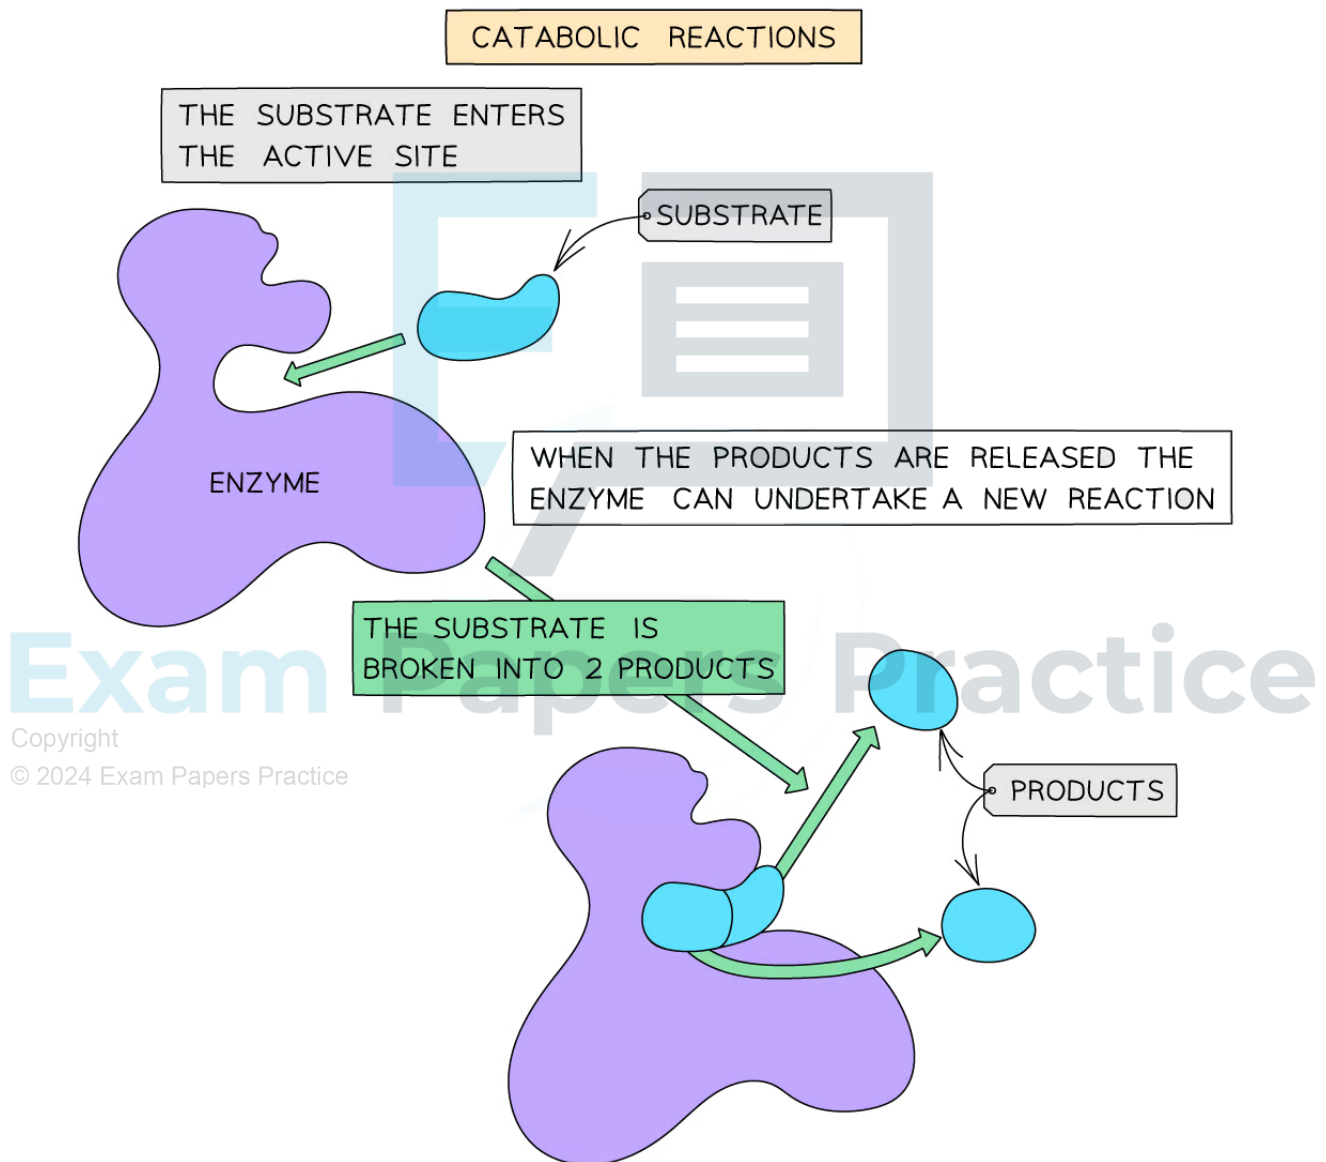 CATABOLIC REACTIONS
THE SUBSTRATE ENTERS
THE ACTIVE SITE
SUBSTRATE
ENZYME
WHEN THE PRODUCTS ARE RELEASED THE
ENZYME CAN UNDERTAKE A NEW REACTION
THE SUBSTRATE IS
BROKEN INTO 2 PRODUCTS
Exam Papers Practice
Copyright
© 2024 Exam Papers Practice
PRODUCTS